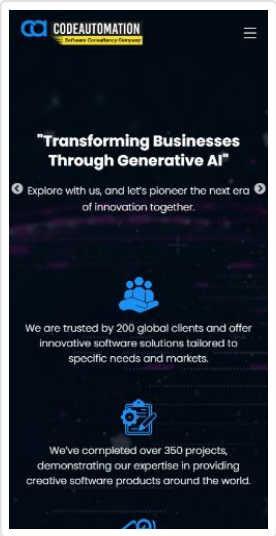 CODEAUTOMATION
Software Consultancy Company
"Transforming Businesses
Through Generative AI"
Explore with us, and let's pioneer the next era
of innovation together.
We are trusted by 200 global clients and offer
innovative software solutions tailored to
specific needs and markets.
We've completed over 350 projects,
demonstrating our expertise in providing
creative software products around the world.